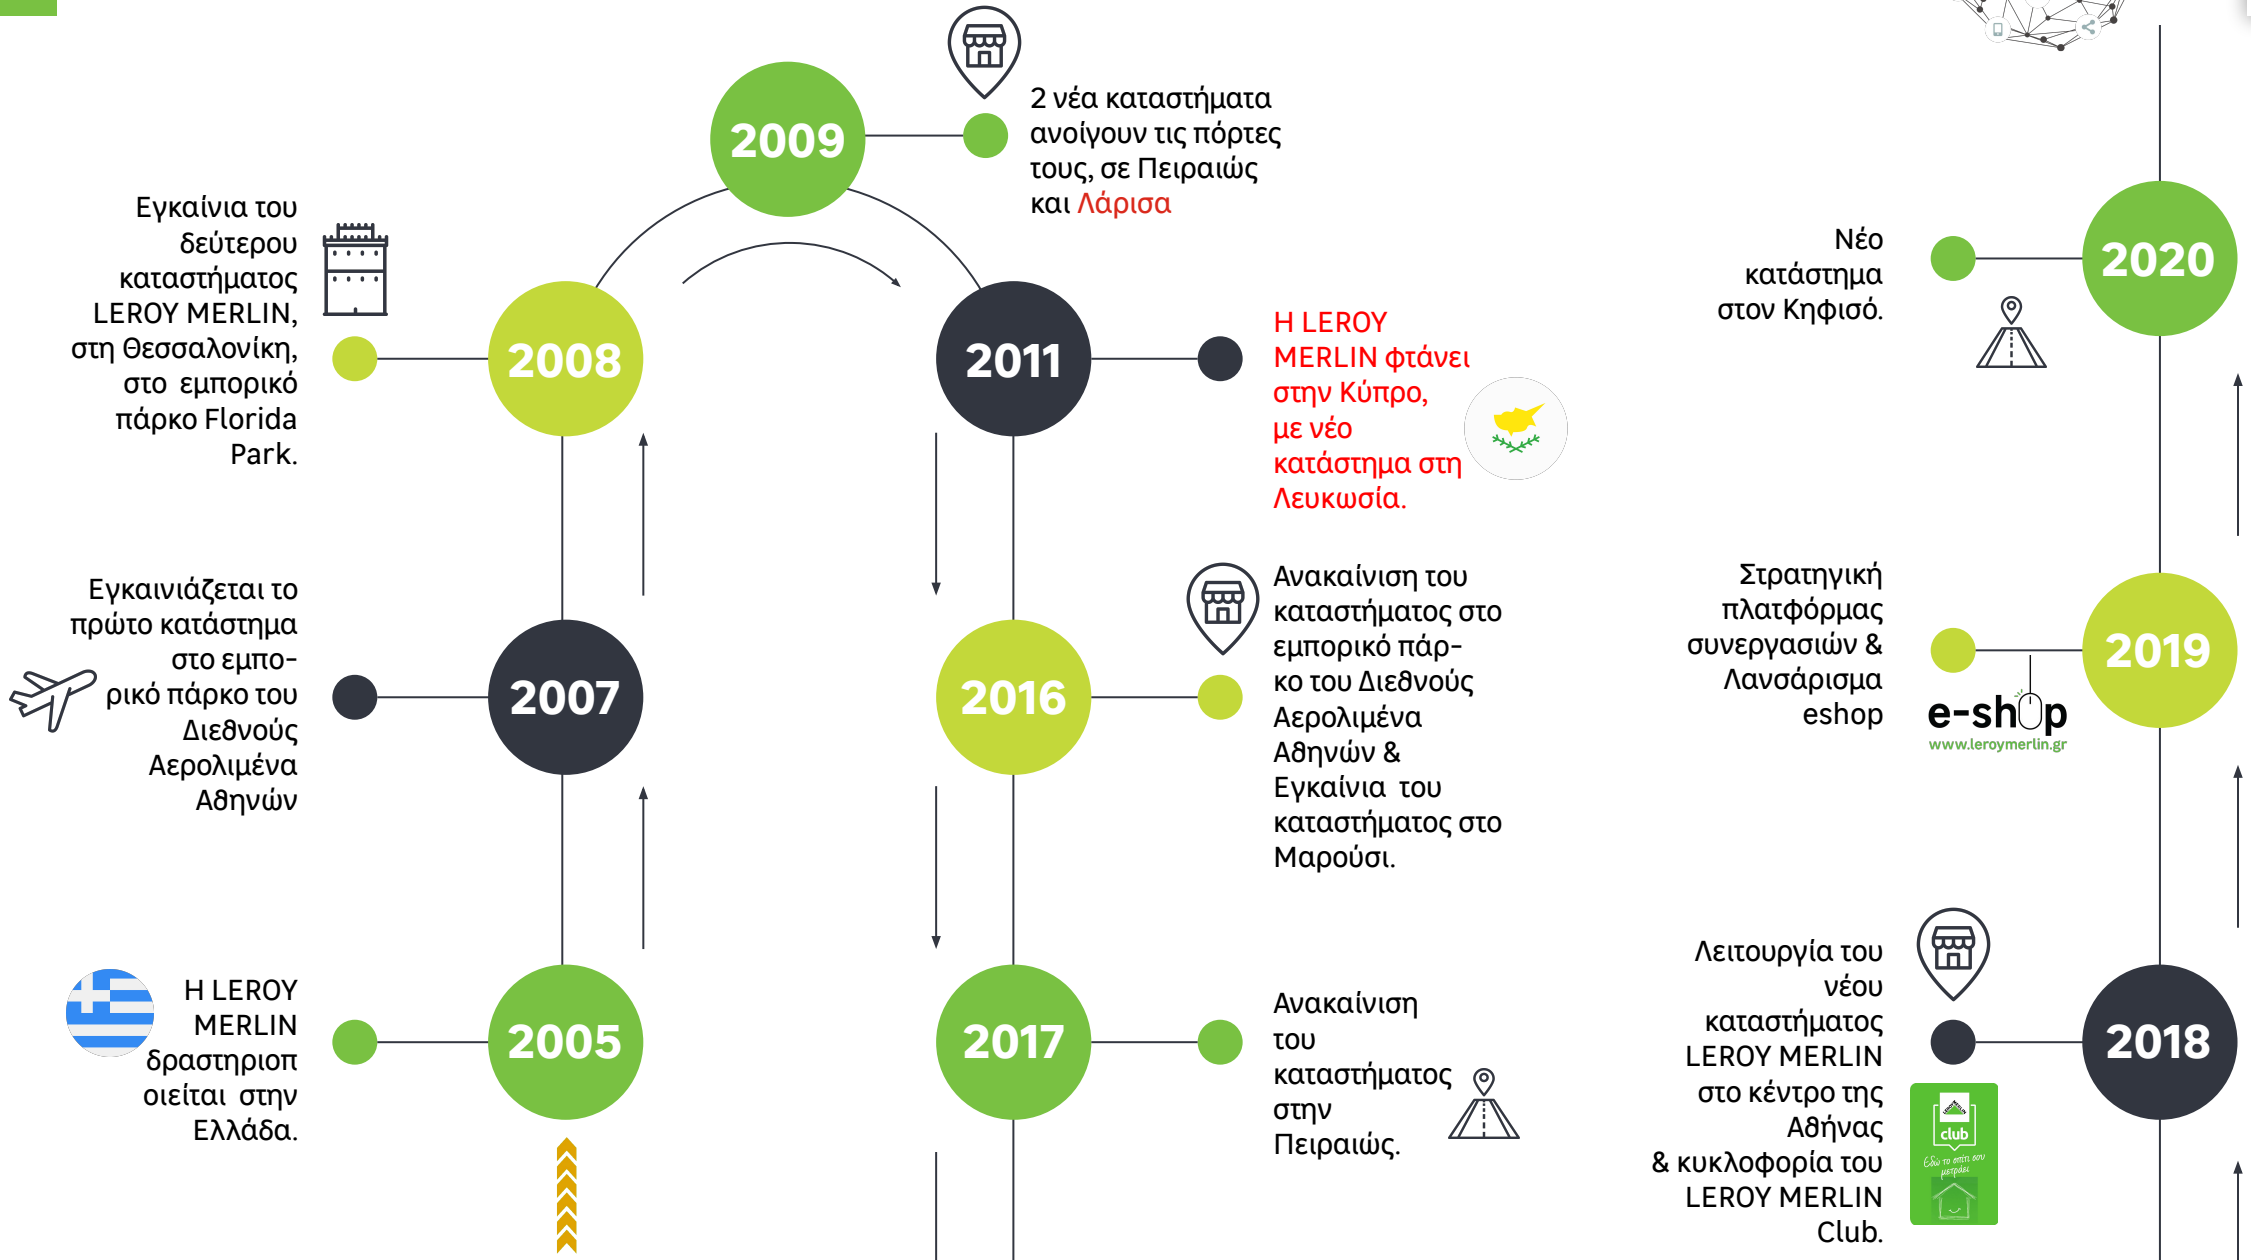 2009
2 νέα καταστήματα
ανοίγουν τις πόρτες
τους, σε Πειραιώς
και Λάρισα
Εγκαίνια του
δεύτερου
καταστήματος
LEROY MERLIN,
στη Θεσσαλονίκη,
στο εμπορικό
πάρκο Florida
Park.
2008
2011
Η LEROY
MERLIN φτάνει
στην Κύπρο,
με νέο
κατάστημα στη
Λευκωσία.
Εγκαινιάζεται το
πρώτο κατάστημα
στο εμπο-
ρικό πάρκο του
Διεθνούς
Αερολιμένα
Αθηνών
2007
2016
Ανακαίνιση του
καταστήματος στο
εμπορικό πάρ-
κο του Διεθνούς
Αερολιμένα
Αθηνών &
Εγκαίνια του
καταστήματος στο
Μαρούσι.
Η LEROY
MERLIN
δραστηριοπ
οιείται στην
Ελλάδα.
2005
2017
Ανακαίνιση
του
καταστήματος
στην
Πειραιώς.
Νέο
κατάστημα
στον Κηφισό.
2020
Στρατηγική
πλατφόρμας
συνεργασιών &
Λανσάρισμα
eshop
e-shop
www.leroymerlin.gr
2019
Λειτουργία του
νέου
καταστήματος
LEROY MERLIN
στο κέντρο της
Αθήνας
& κυκλοφορία του
LEROY MERLIN
Club.
2018
club
Εδώ το σπίτι σου
μετράει